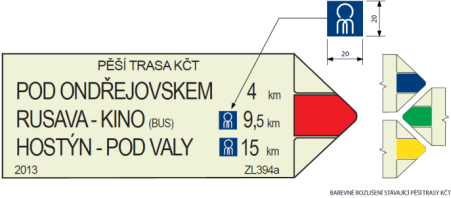 20
20
PĚŠÍ TRASA KČT
POD ONDŘEJOVSKEM 4 km
RUSAVA - KINO (BUS) 9,5 km
HOSTÝN - POD VALY 15 km
2013 ZL394a
BAREVNÉ ROZLIŠENÍ STÁVAJÍCÍ PĚŠÍ TRASY KČT